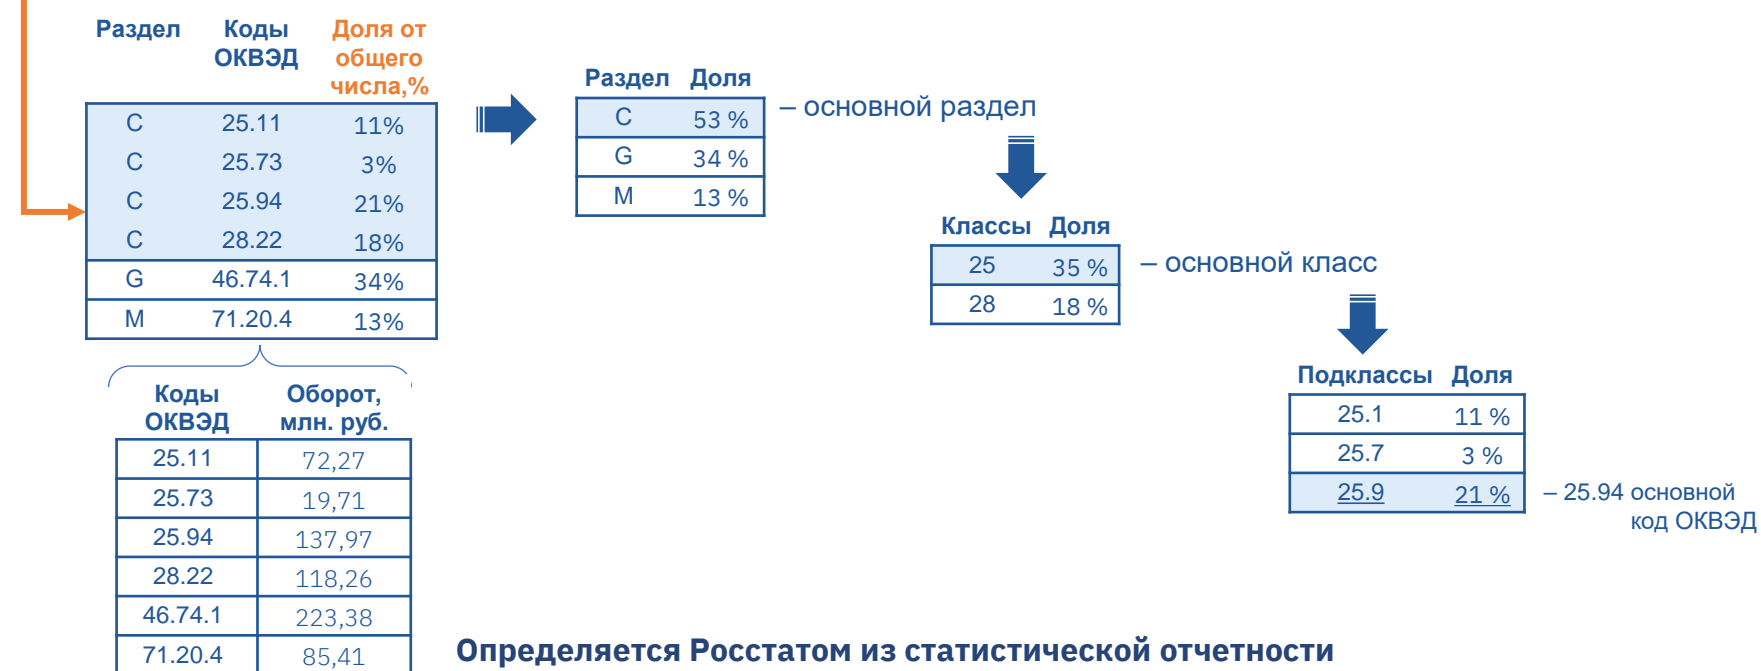 Раздел Коды ОКВЭД Доля от общего числа,%
C 25.11 11%
C 25.73 3%
C 25.94 21%
C 28.22 18%
G 46.74.1 34%
M 71.20.4 13%
Коды ОКВЭД Оборот, млн. руб.
25.11 72,27
25.73 19,71
25.94 137,97
28.22 118,26
46.74.1 223,38
71.20.4 85,41
Раздел Доля
C 53 %
G 34 %
M 13 %
– основной раздел
Классы Доля
25 35 %
28 18 %
– основной класс
Подклассы Доля
25.1 11 %
25.7 3 %
25.9 21 %
– 25.94 основной
код ОКВЭД
Определяется Росстатом из статистической отчетности